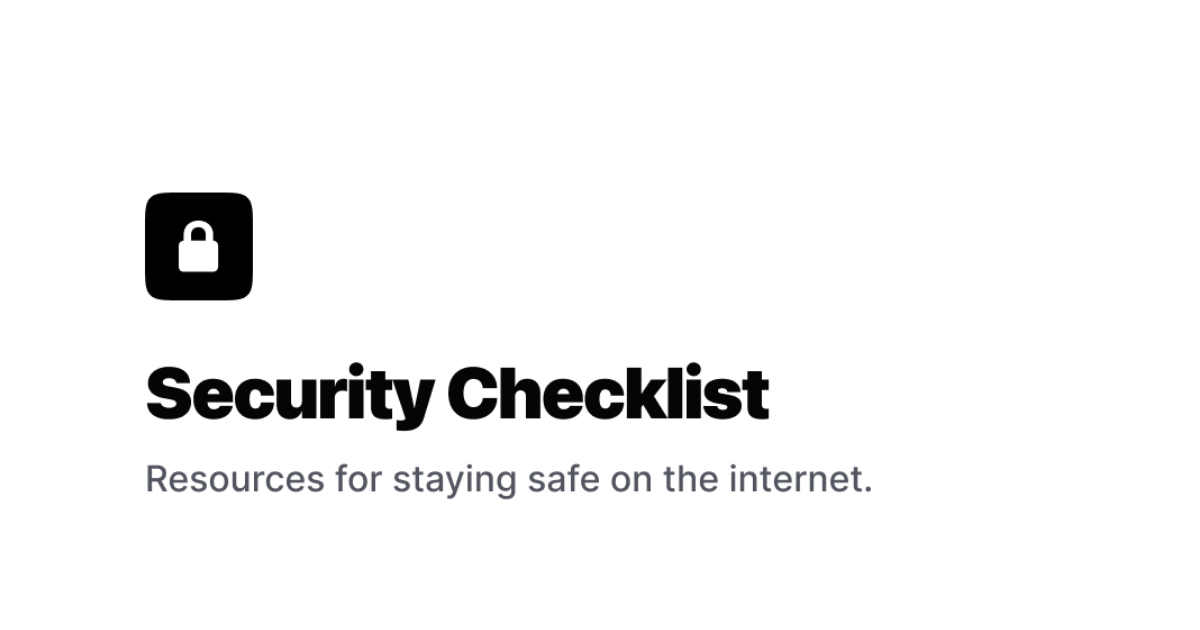 Security Checklist
Resources for staying safe on the internet.